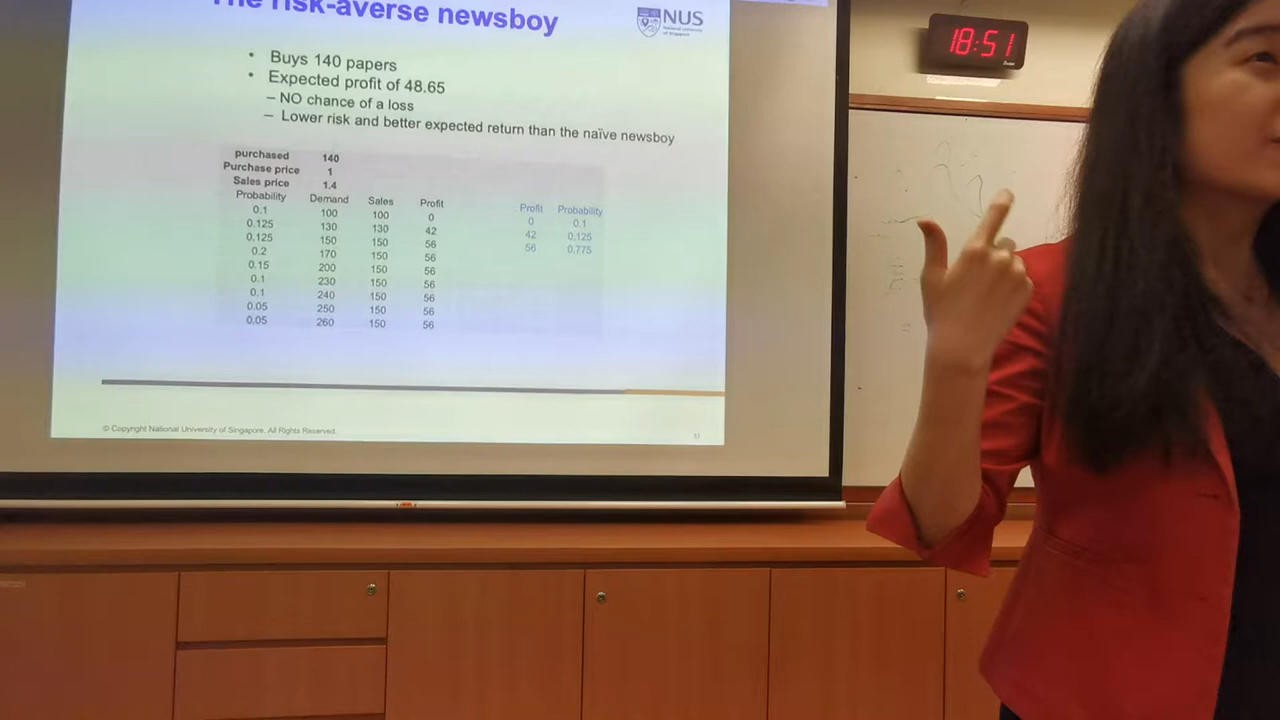 The risk-averse newsboy
NUS
National University
of Singapore
18:51
• Buys 140 papers
• Expected profit of 48.65
– NO chance of a loss
– Lower risk and better expected return than the naïve newsboy
purchased 140
Purchase price 1
Sales price 1.4
Probability Demand Sales Profit
0.1 100 100 0
0.125 130 130 42
0.125 150 150 56
0.2 170 150 56
0.15 200 150 56
0.1 230 150 56
0.1 240 150 56
0.05 250 150 56
0.05 260 150 56
Profit Probability
0 0.1
42 0.125
56 0.775
© Copyright National University of Singapore. All Rights Reserved.